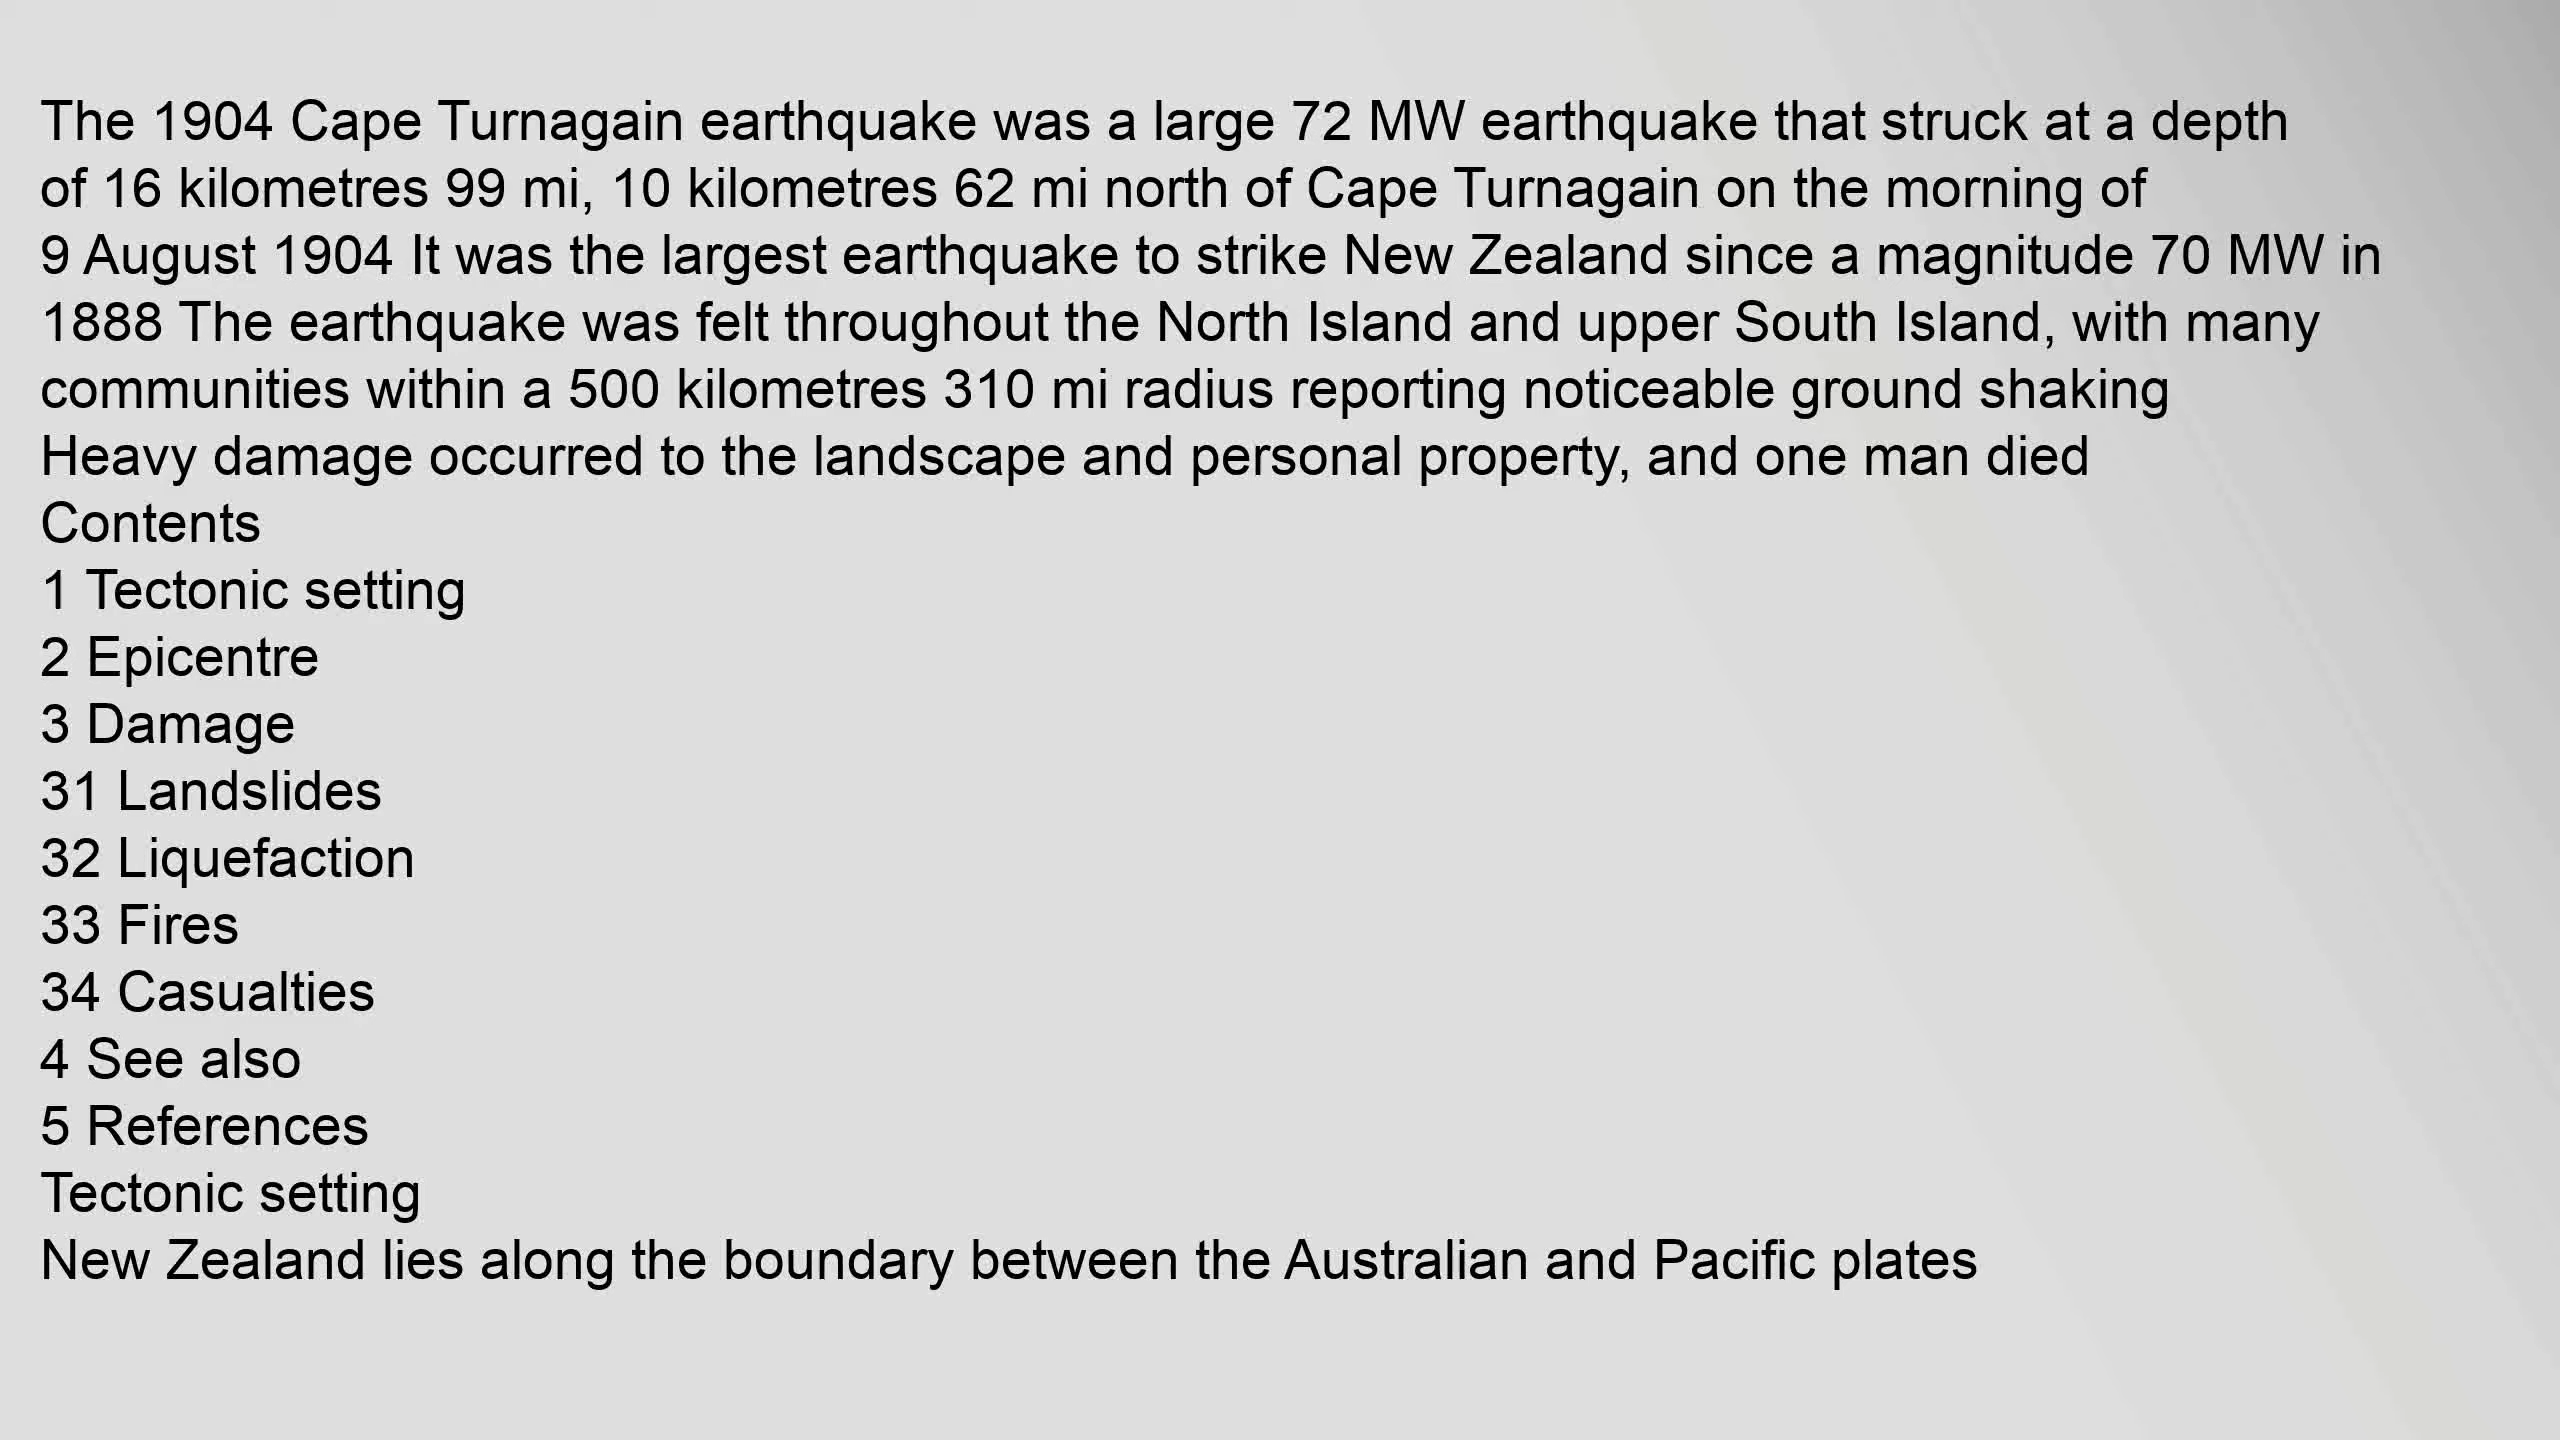 The 1904 Cape Turnagain earthquake was a large 72 MW earthquake that struck at a depth
of 16 kilometres 99 mi, 10 kilometres 62 mi north of Cape Turnagain on the morning of
9 August 1904 It was the largest earthquake to strike New Zealand since a magnitude 70 MW in
1888 The earthquake was felt throughout the North Island and upper South Island, with many
communities within a 500 kilometres 310 mi radius reporting noticeable ground shaking
Heavy damage occurred to the landscape and personal property, and one man died
Contents
1 Tectonic setting
2 Epicentre
3 Damage
31 Landslides
32 Liquefaction
33 Fires
34 Casualties
4 See also
5 References
Tectonic setting
New Zealand lies along the boundary between the Australian and Pacific plates